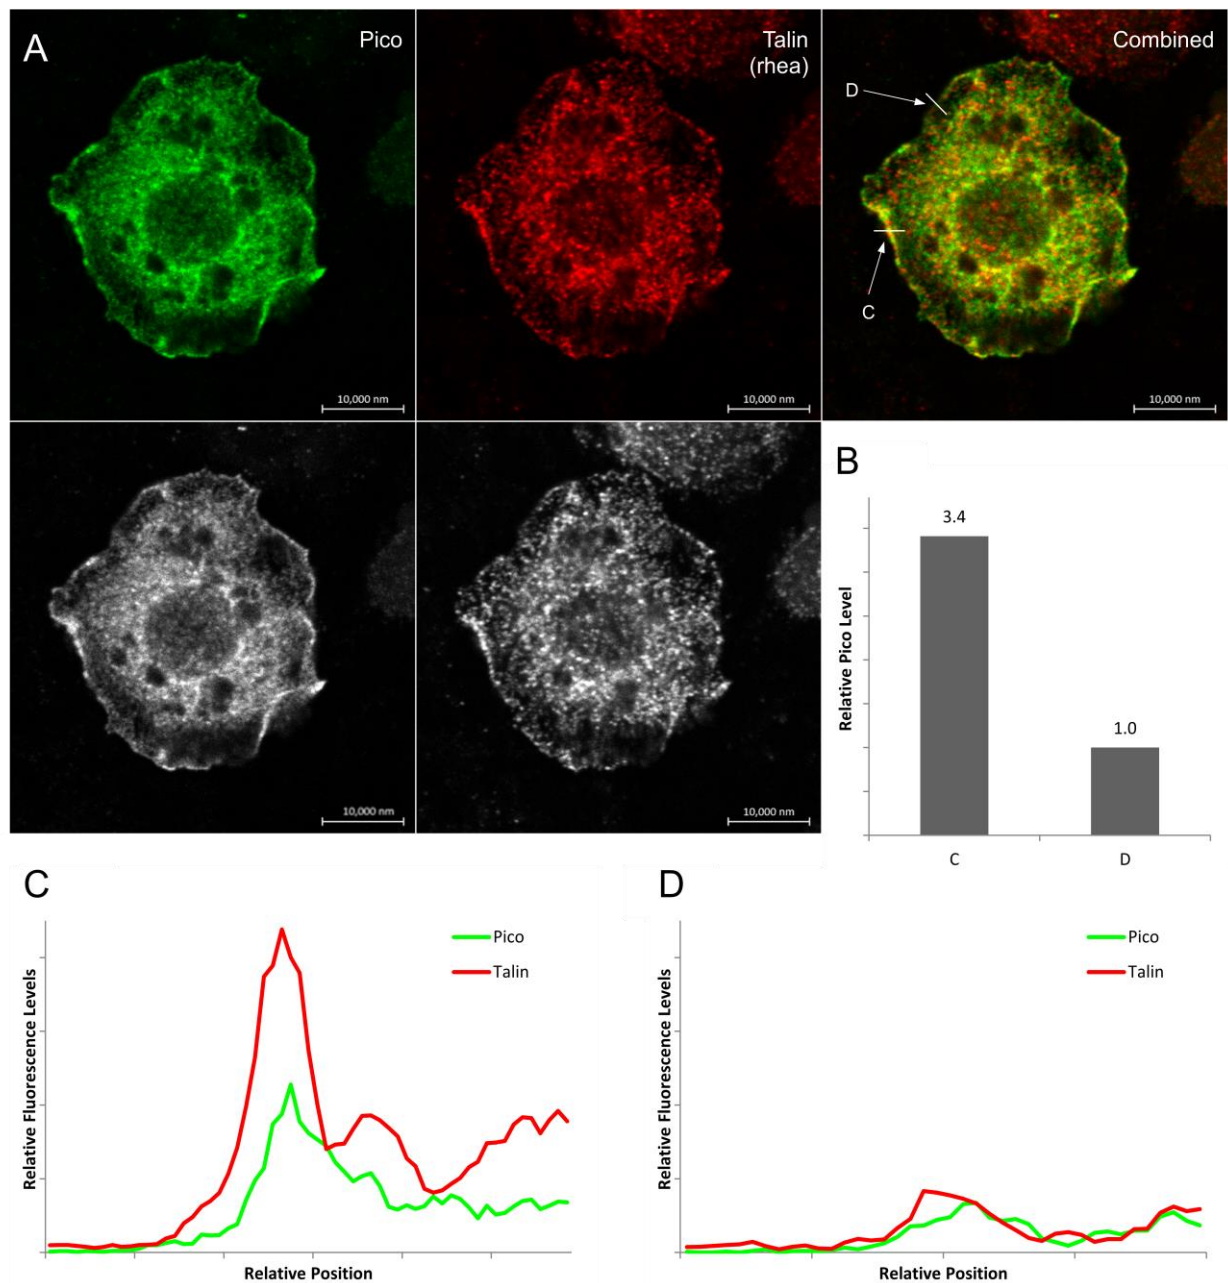 A
Pico
Talin
(rhea)
Combined
D
C
10,000 nm
10,000 nm
10,000 nm
10,000 nm
10,000 nm
B
Relative Pico Level
3.4
1.0
C
D
C
Relative Fluorescence Levels
Pico
Talin
Relative Position
D
Relative Fluorescence Levels
Pico
Talin
Relative Position